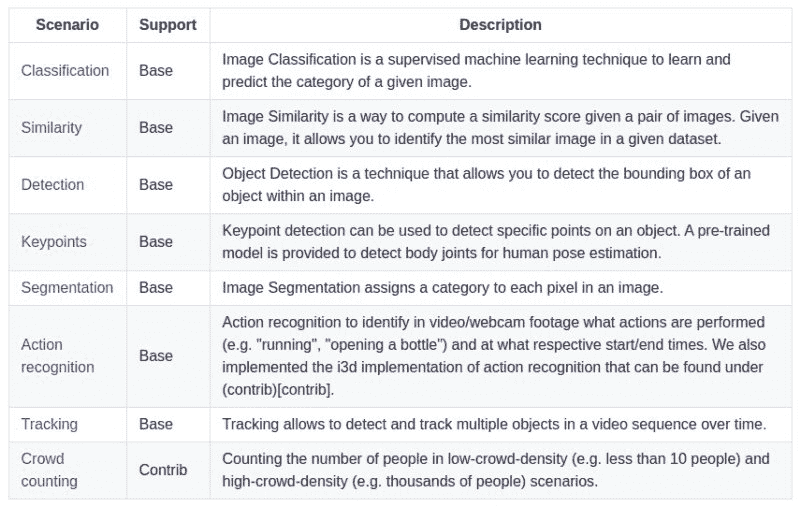 Scenario Support Description
Classification Base Image Classification is a supervised machine learning technique to learn and
predict the category of a given image.
Similarity Base Image Similarity is a way to compute a similarity score given a pair of images. Given
an image, it allows you to identify the most similar image in a given dataset.
Detection Base Object Detection is a technique that allows you to detect the bounding box of an
object within an image.
Keypoints Base Keypoint detection can be used to detect specific points on an object. A pre-trained
model is provided to detect body joints for human pose estimation.
Segmentation Base Image Segmentation assigns a category to each pixel in an image.
Action
recognition
Base
Action recognition to identify in video/webcam footage what actions are performed
(e.g. "running", "opening a bottle") and at what respective start/end times. We also
implemented the i3d implementation of action recognition that can be found under
(contrib)[contrib].
Tracking Base Tracking allows to detect and track multiple objects in a video sequence over time.
Crowd
counting
Contrib
Counting the number of people in low-crowd-density (e.g. less than 10 people) and
high-crowd-density (e.g. thousands of people) scenarios.